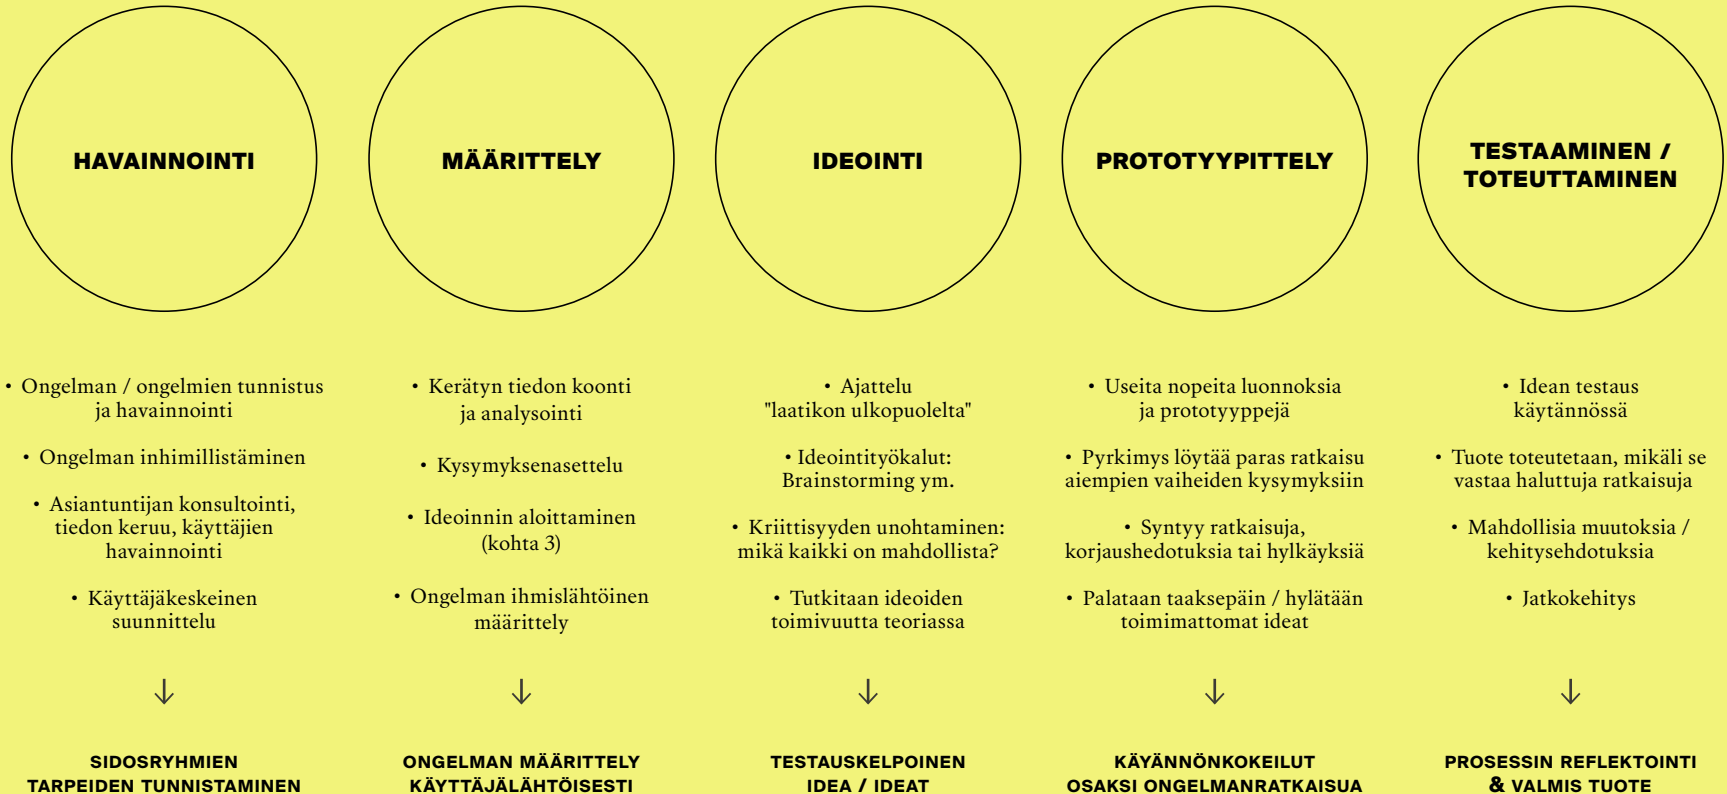 HAVAINNOINTI
• Ongelman / ongelmien tunnistus
ja havainnointi
• Ongelman inhimillistäminen
• Asiantuntijan konsultointi,
tiedon keruu, käyttäjien
havainnointi
• Käyttäjäkeskeinen
suunnittelu
↓
SIDOSRYHMIEN
TARPEIDEN TUNNISTAMINEN
MÄÄRITTELY
• Kerätyn tiedon koonti
ja analysointi
• Kysymyksenasettelu
• Ideoinnin aloittaminen
(kohta 3)
• Ongelman ihmislähtöinen
määrittely
↓
ONGELMAN MÄÄRITTELY
KÄYTTÄJÄLÄHTÖISESTI
IDEOINTI
• Ajattelu
"laatikon ulkopuolelta"
• Ideointityökalut:
Brainstorming ym.
• Kriittisyyden unohtaminen:
mikä kaikki on mahdollista?
• Tutkitaan ideoiden
toimivuutta teoriassa
↓
TESTAUSKELPOINEN
IDEA / IDEAT
PROTOTYYPITTELY
• Useita nopeita luonnoksia
ja prototyyppejä
• Pyrkimys löytää paras ratkaisu
aiempien vaiheiden kysymyksiin
• Syntyy ratkaisuja,
korjaushedotuksia tai hylkäyksiä
• Palataan taaksepäin / hylätään
toimimattomat ideat
↓
KÄYÄNNÖNKOKEILUT
OSAKSI ONGELMANRATKAISUA
TESTAAMINEN /
TOTEUTTAMINEN
• Idean testaus
käytännössä
• Tuote toteutetaan, mikäli se
vastaa haluttuja ratkaisuja
• Mahdollisia muutoksia /
kehitysehdotuksia
• Jatkokehitys
↓
PROSESSIN REFLEKTOINTI
& VALMIS TUOTE